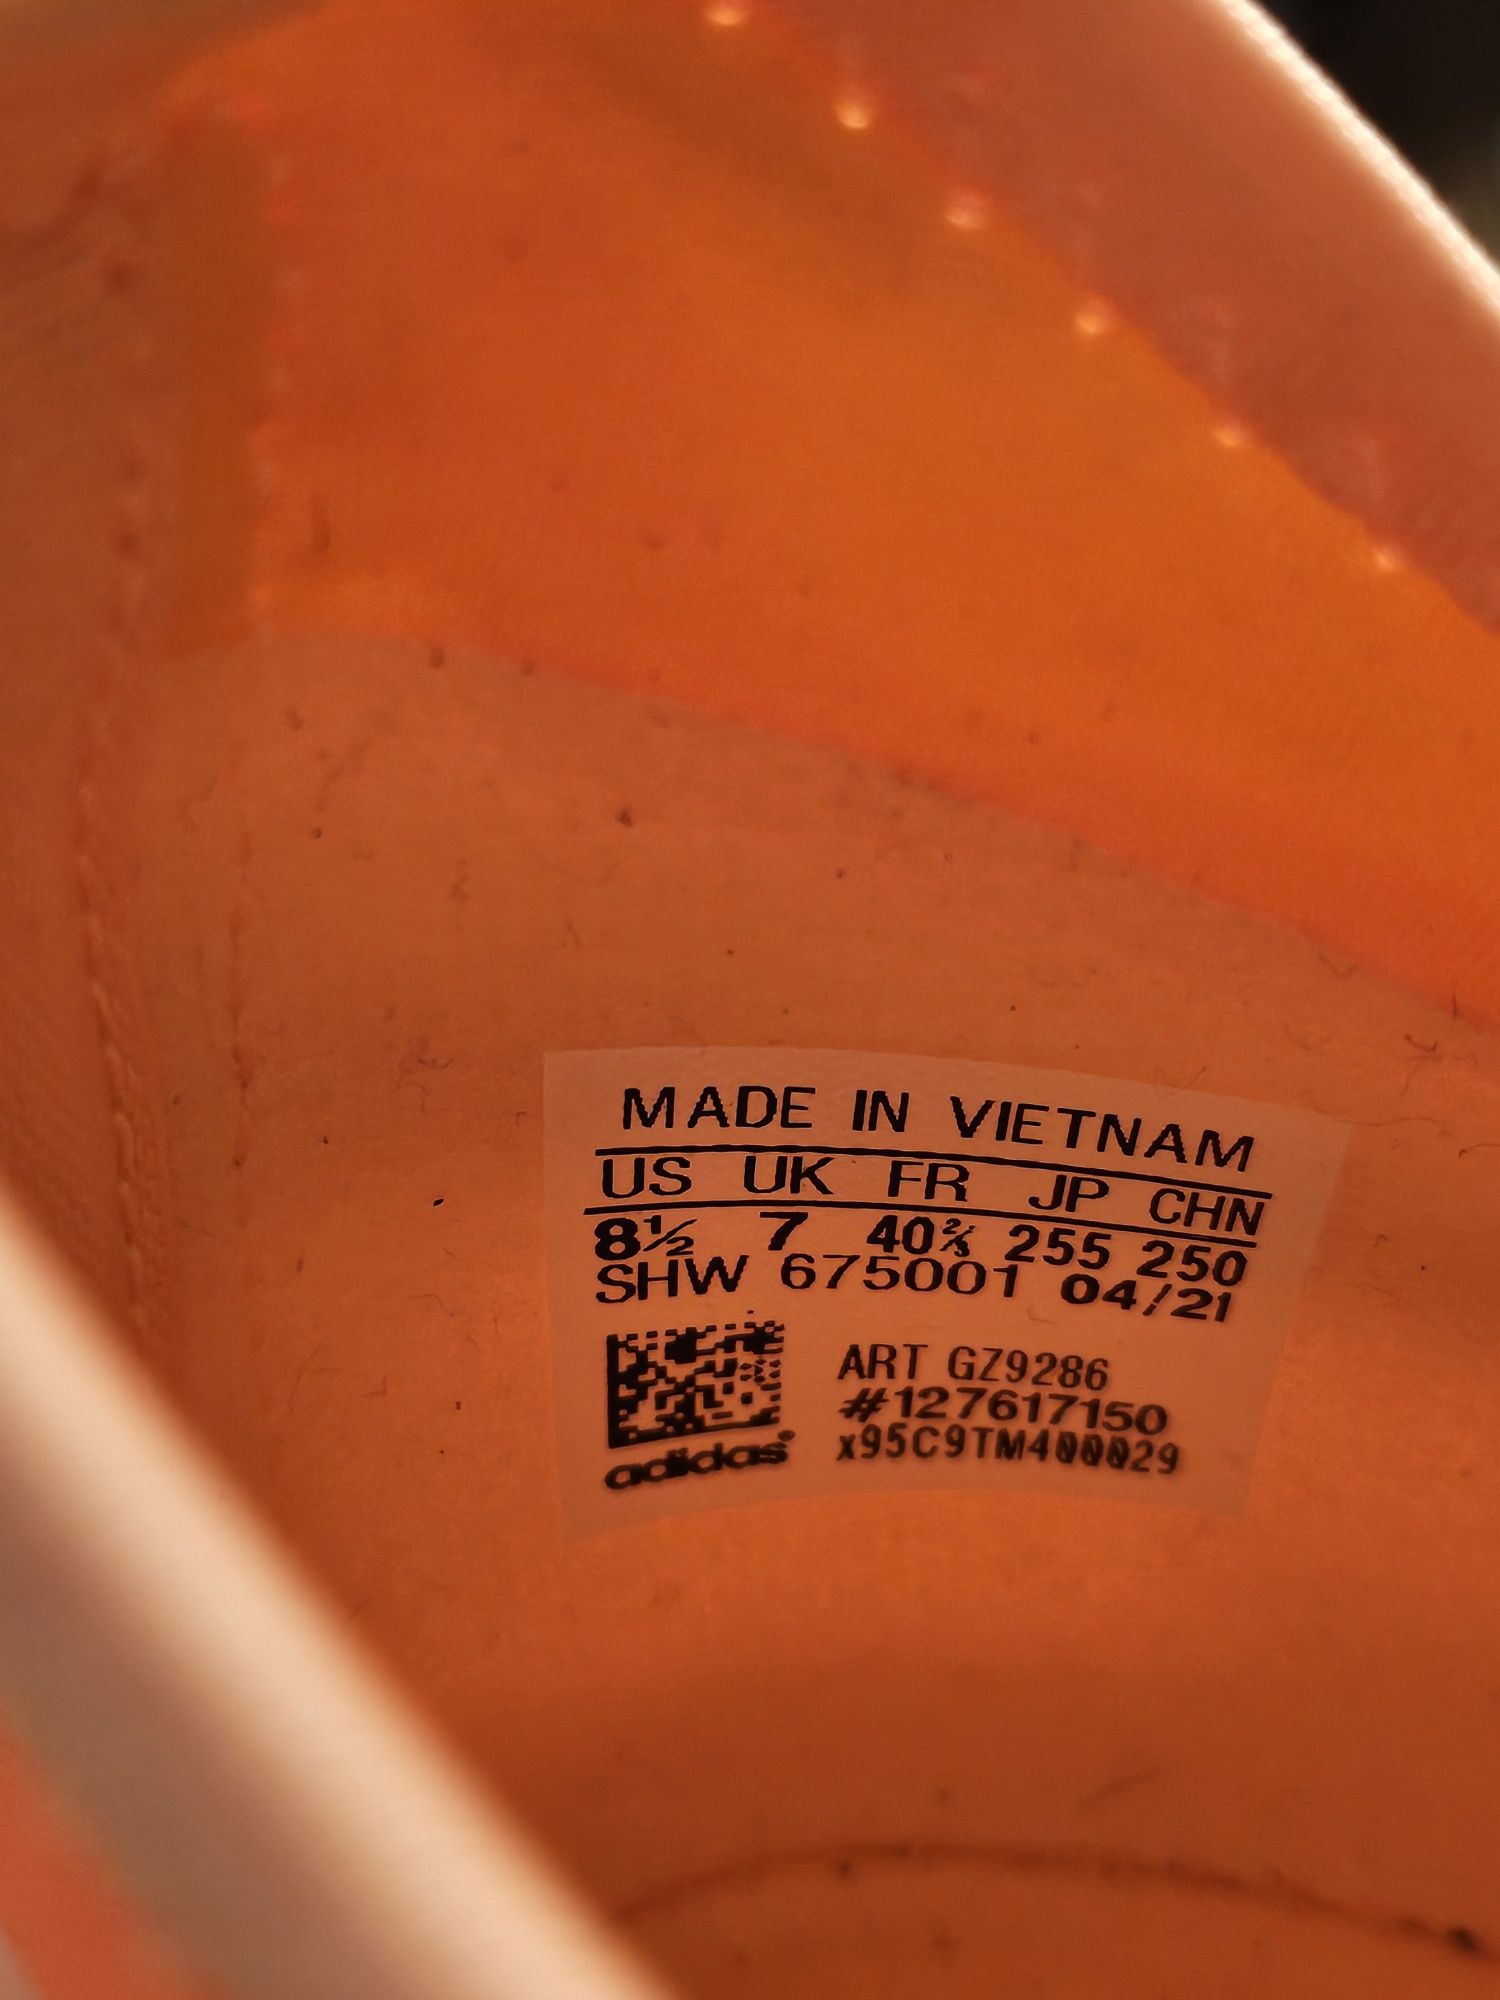 MADE IN VIETNAM
US UK FR JP CHN
8½ 7 40⅔ 255 250
SHW 675001 04/21
ART GZ9286
#127617150
x95C9TM400029
adidas®